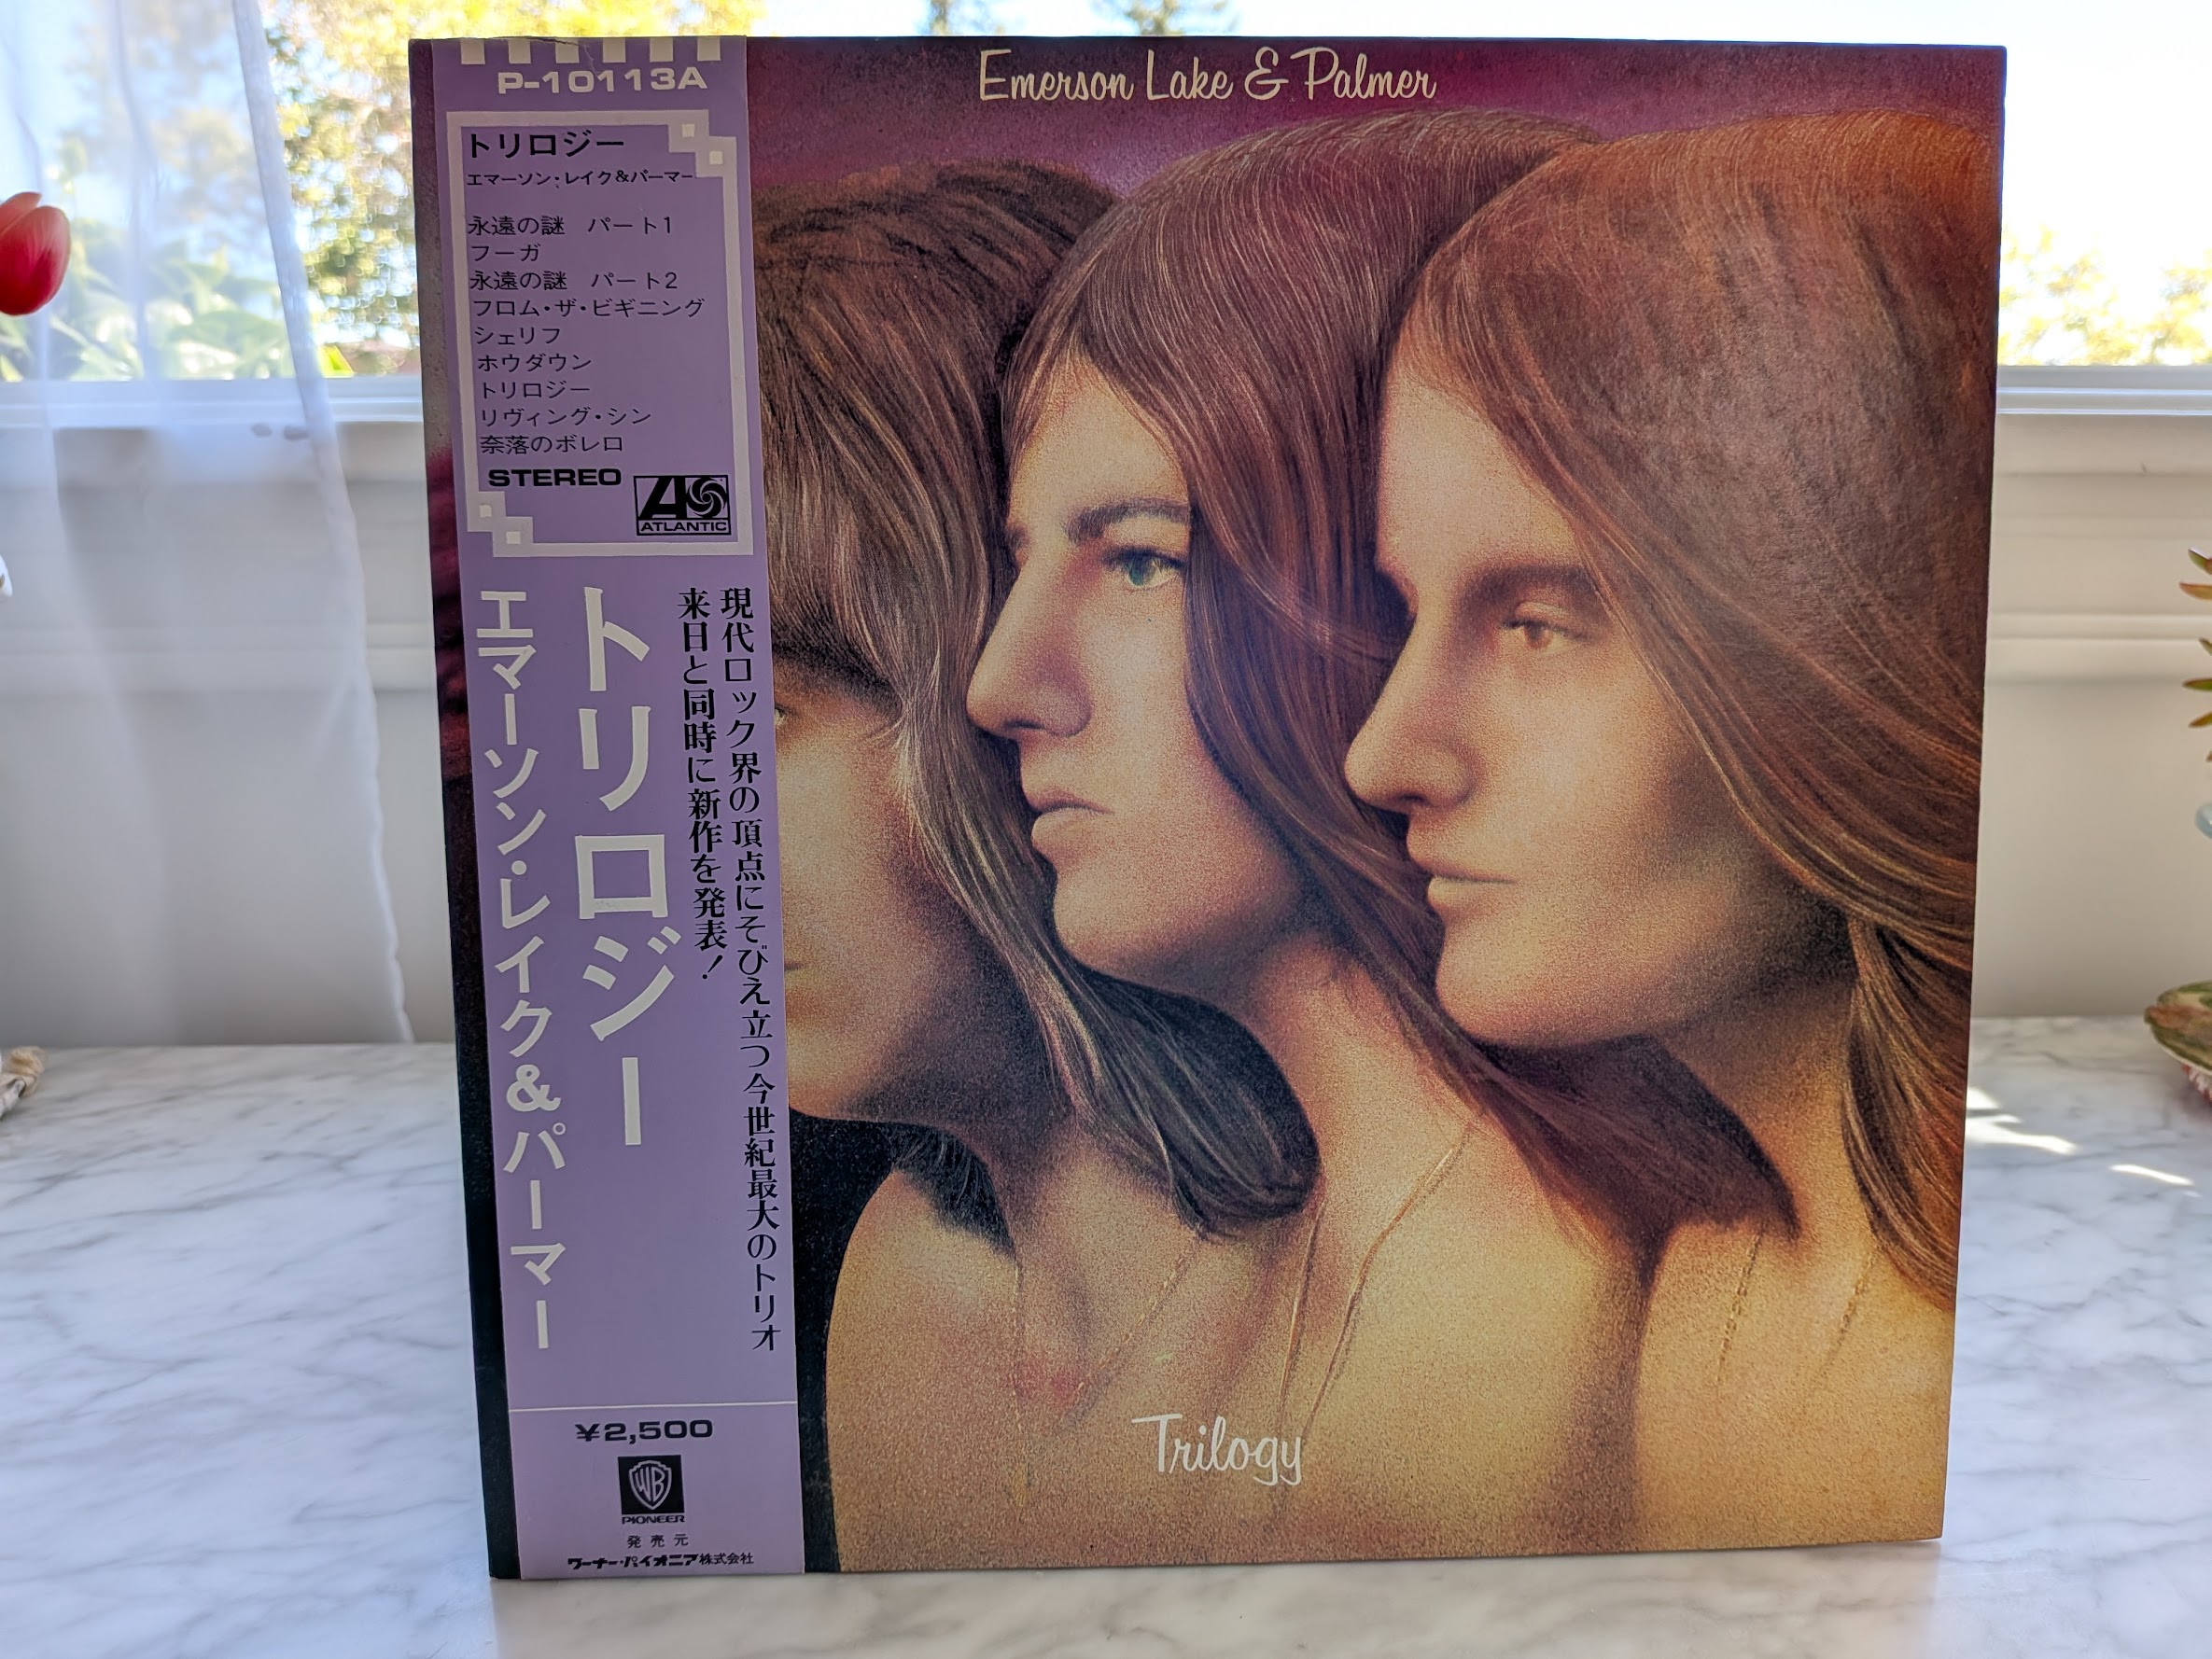 P-10113A
トリロジー
エマーソン・レイク&パーマー
永遠の謎 パート1
フーガ
永遠の謎 パート2
フロム・ザ・ビギニング
シェリフ
ホウダウン
トリロジー
リヴィング・シン
奈落のボレロ
STEREO
ATLANTIC
現代ロック界の頂点にそびえ立つ今世紀最大のトリオ
来日と同時に新作を発表!
トリロジー
エマーソン・レイク&パーマー
¥2,500
WB
PIONEER
発売元
ワーナー・パイオニア株式会社
Emerson Lake & Palmer
Trilogy